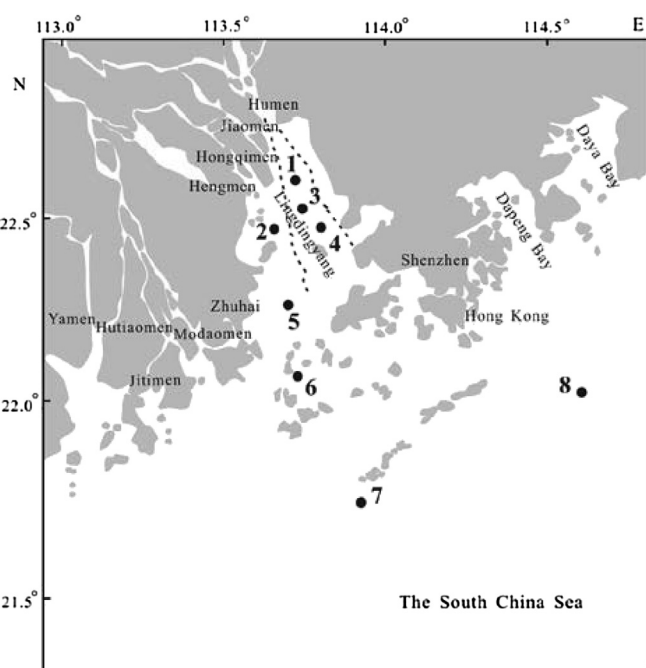 113.0° 113.5° 114.0° 114.5° E
N
Humen
Jiaomen
Hongqimen
1
Hengmen
3
Daya Bay
Lingdingyang
Dapeng Bay
22.5°
2
4
Shenzhen
Zhuhai
5
Hong Kong
Yamen
Hutiaomen
Modaomen
Jitimen
6
8
22.0°
7
21.5°
The South China Sea